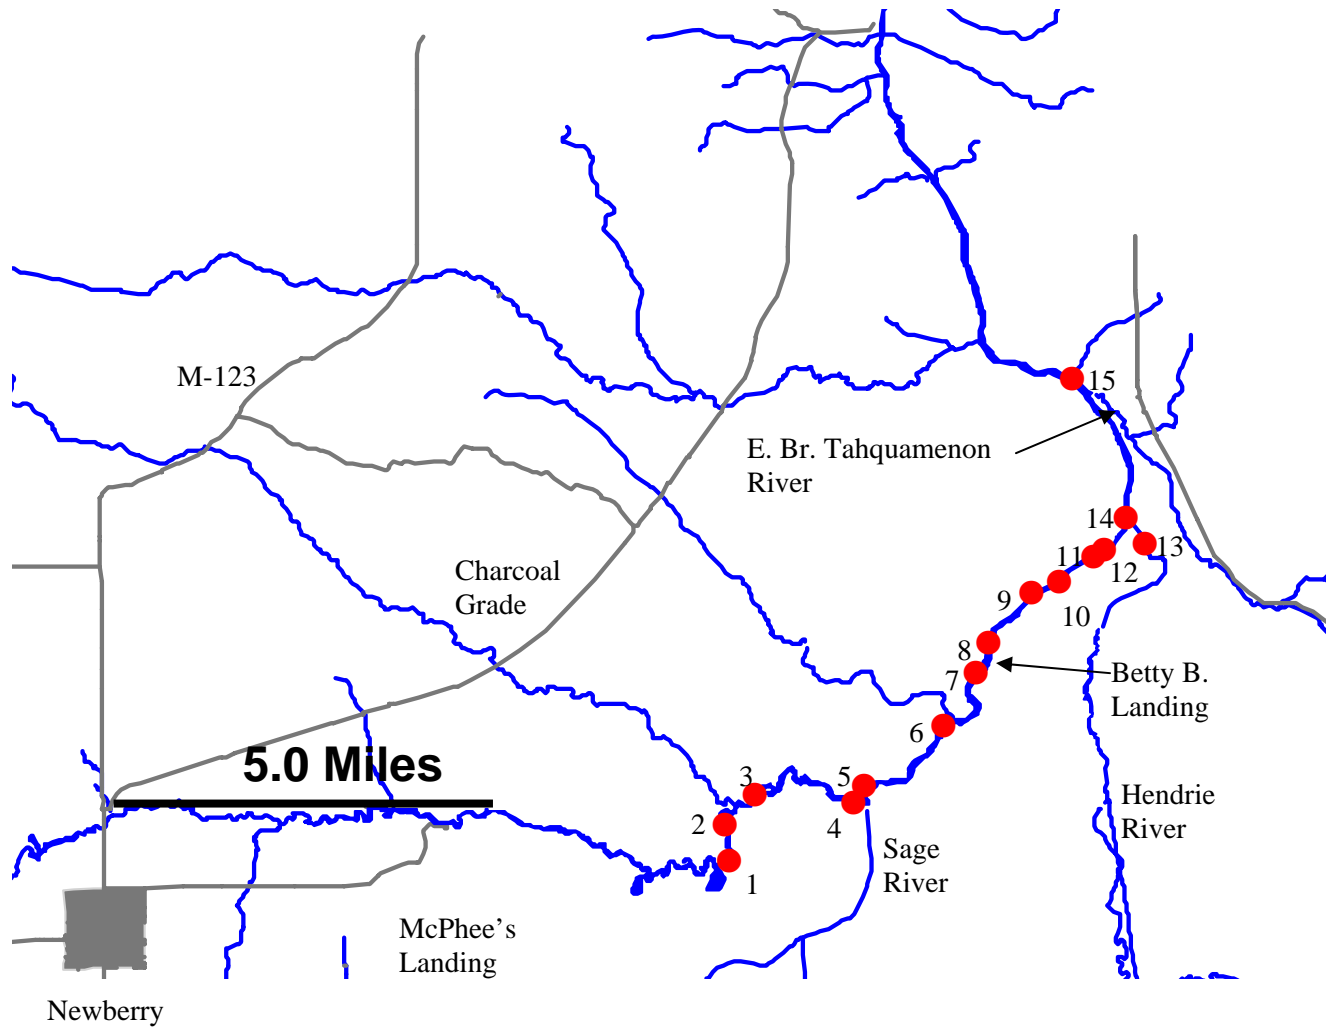 M-123
15
E. Br. Tahquamenon
River
14
13
11
12
Charcoal
Grade
9
10
8
7
Betty B.
Landing
6
5.0 Miles
3
5
4
Hendrie
River
2
Sage
River
1
McPhee's
Landing
Newberry